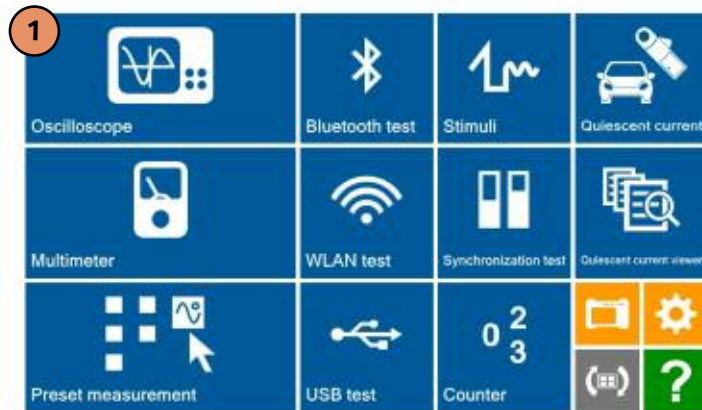 1
Oscilloscope
Bluetooth test
Stimuli
Quiescent current
Multimeter
WLAN test
Synchronization test
Quiescent current viewer
Preset measurement
USB test
0 2 3
Counter
?